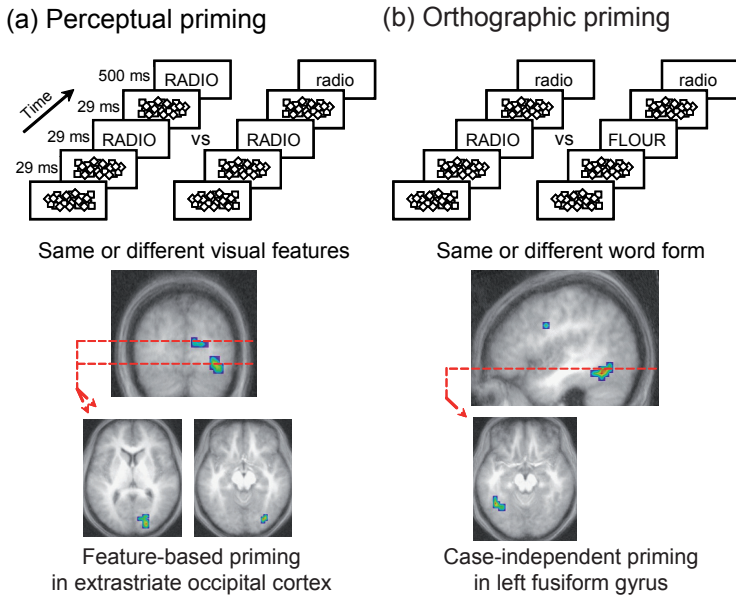 (a) Perceptual priming
500 ms
RADIO
radio
Time
29 ms
29 ms
RADIO
vs
RADIO
29 ms
Same or different visual features
Feature-based priming
in extrastriate occipital cortex
(b) Orthographic priming
radio
radio
RADIO
vs
FLOUR
Same or different word form
Case-independent priming
in left fusiform gyrus